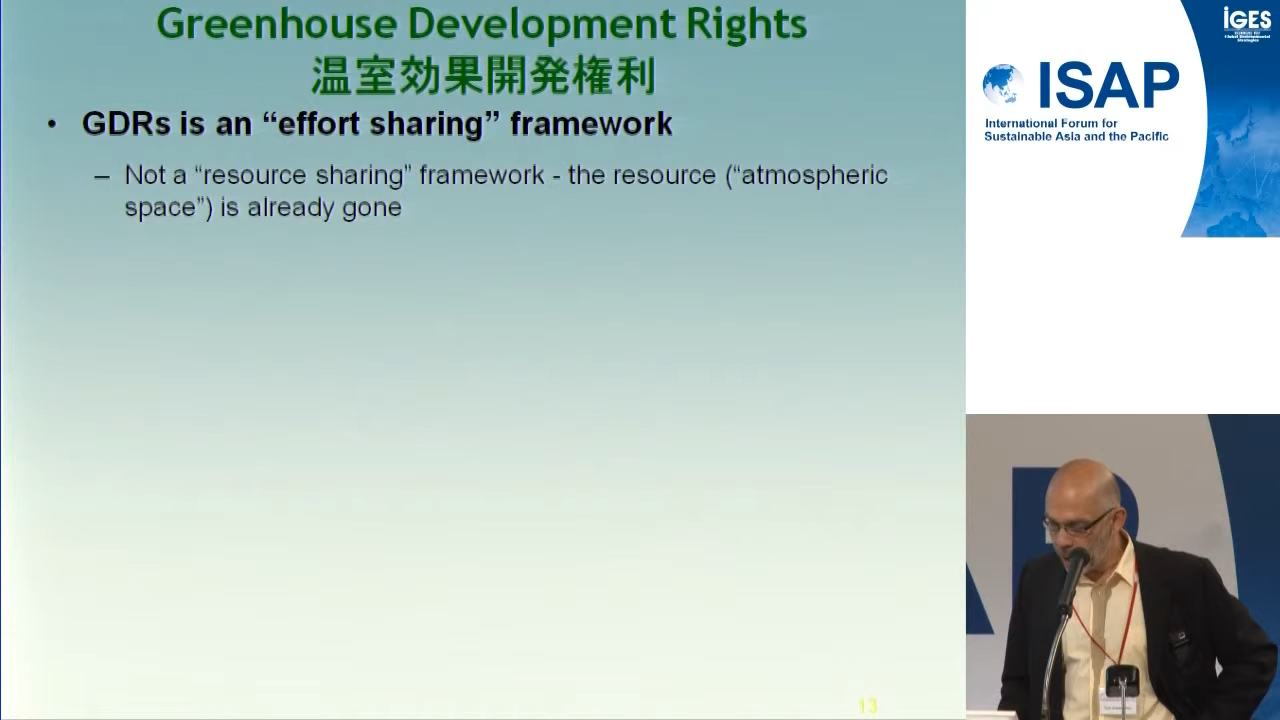 Greenhouse Development Rights
温室効果開発権利
• GDRs is an “effort sharing” framework
– Not a “resource sharing” framework - the resource (“atmospheric
space”) is already gone
13
IGES
ISAP
International Forum for
Sustainable Asia and the Pacific